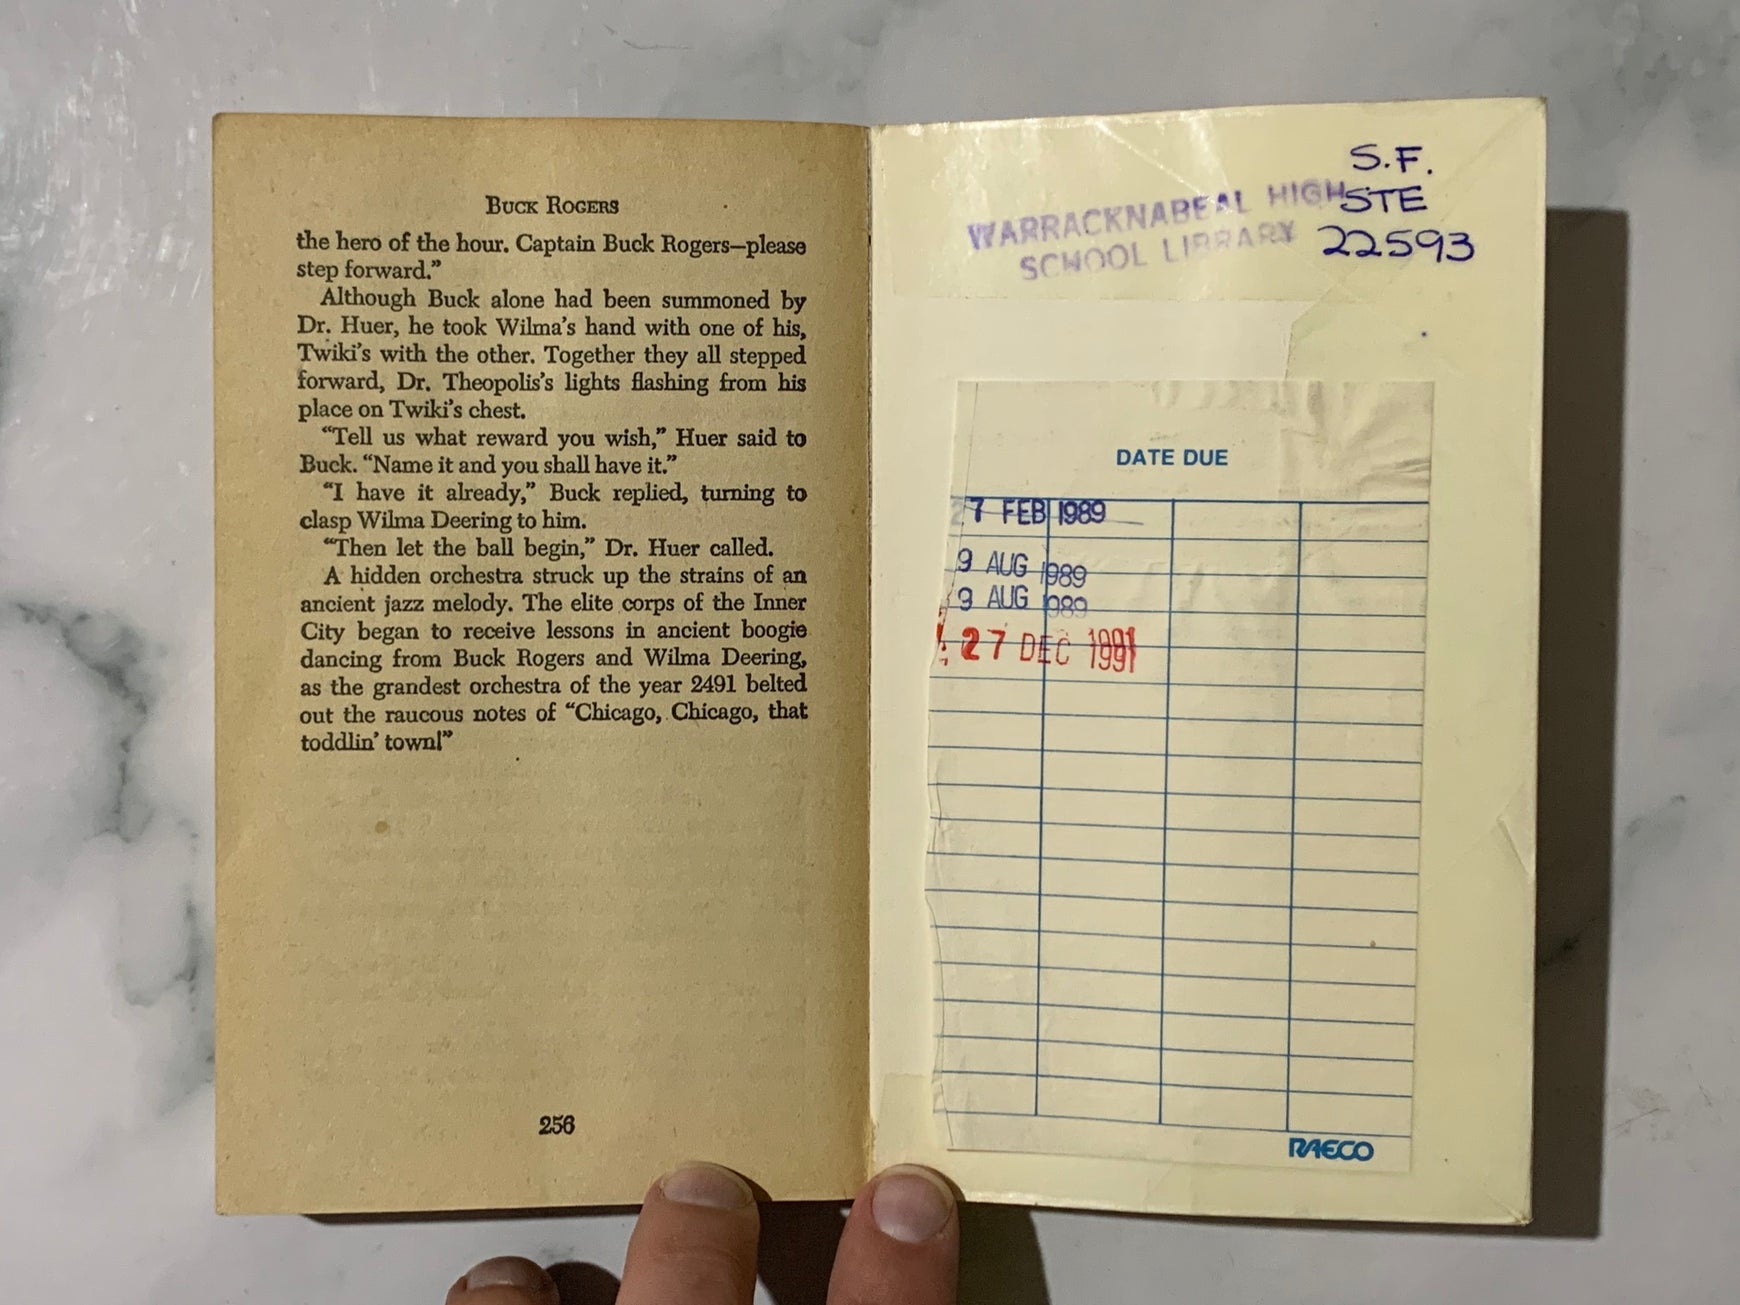 BUCK ROGERS
the hero of the hour. Captain Buck Rogers—please
step forward.”
Although Buck alone had been summoned by
Dr. Huer, he took Wilma’s hand with one of his,
Twiki’s with the other. Together they all stepped
forward, Dr. Theopolis’s lights flashing from his
place on Twiki’s chest.
“Tell us what reward you wish,” Huer said to
Buck. “Name it and you shall have it.”
“I have it already,” Buck replied, turning to
clasp Wilma Deering to him.
“Then let the ball begin,” Dr. Huer called.
A hidden orchestra struck up the strains of an
ancient jazz melody. The elite corps of the Inner
City began to receive lessons in ancient boogie
dancing from Buck Rogers and Wilma Deering,
as the grandest orchestra of the year 2491 belted
out the raucous notes of “Chicago, Chicago, that
toddlin’ town!”
256
S.F.
STE
22593
WARRACKNABEAL HIGH
SCHOOL LIBRARY
DATE DUE
27 FEB 1989
9 AUG 1989
9 AUG 1989
27 DEC 1991
RAECO